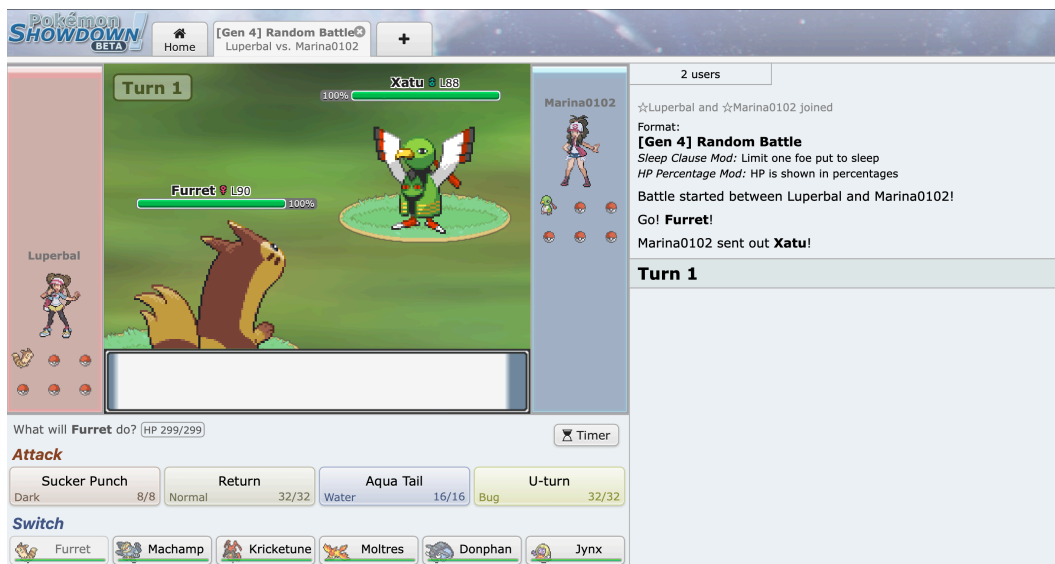 Pokémon
SHOWDOWN!
BETA
Home
[Gen 4] Random Battle
Luperbal vs. Marina0102
+
Turn 1
Xatu L88
100%
Furret L90
100%
Luperbal
Marina0102
What will Furret do? HP 299/299
Timer
Attack
Sucker Punch
Dark 8/8
Return
Normal 32/32
Aqua Tail
Water 16/16
U-turn
Bug 32/32
Switch
Furret
Machamp
Kricketune
Moltres
Donphan
Jynx
2 users
☆Luperbal and ☆Marina0102 joined
Format:
[Gen 4] Random Battle
Sleep Clause Mod: Limit one foe put to sleep
HP Percentage Mod: HP is shown in percentages
Battle started between Luperbal and Marina0102!
Go! Furret!
Marina0102 sent out Xatu!
Turn 1